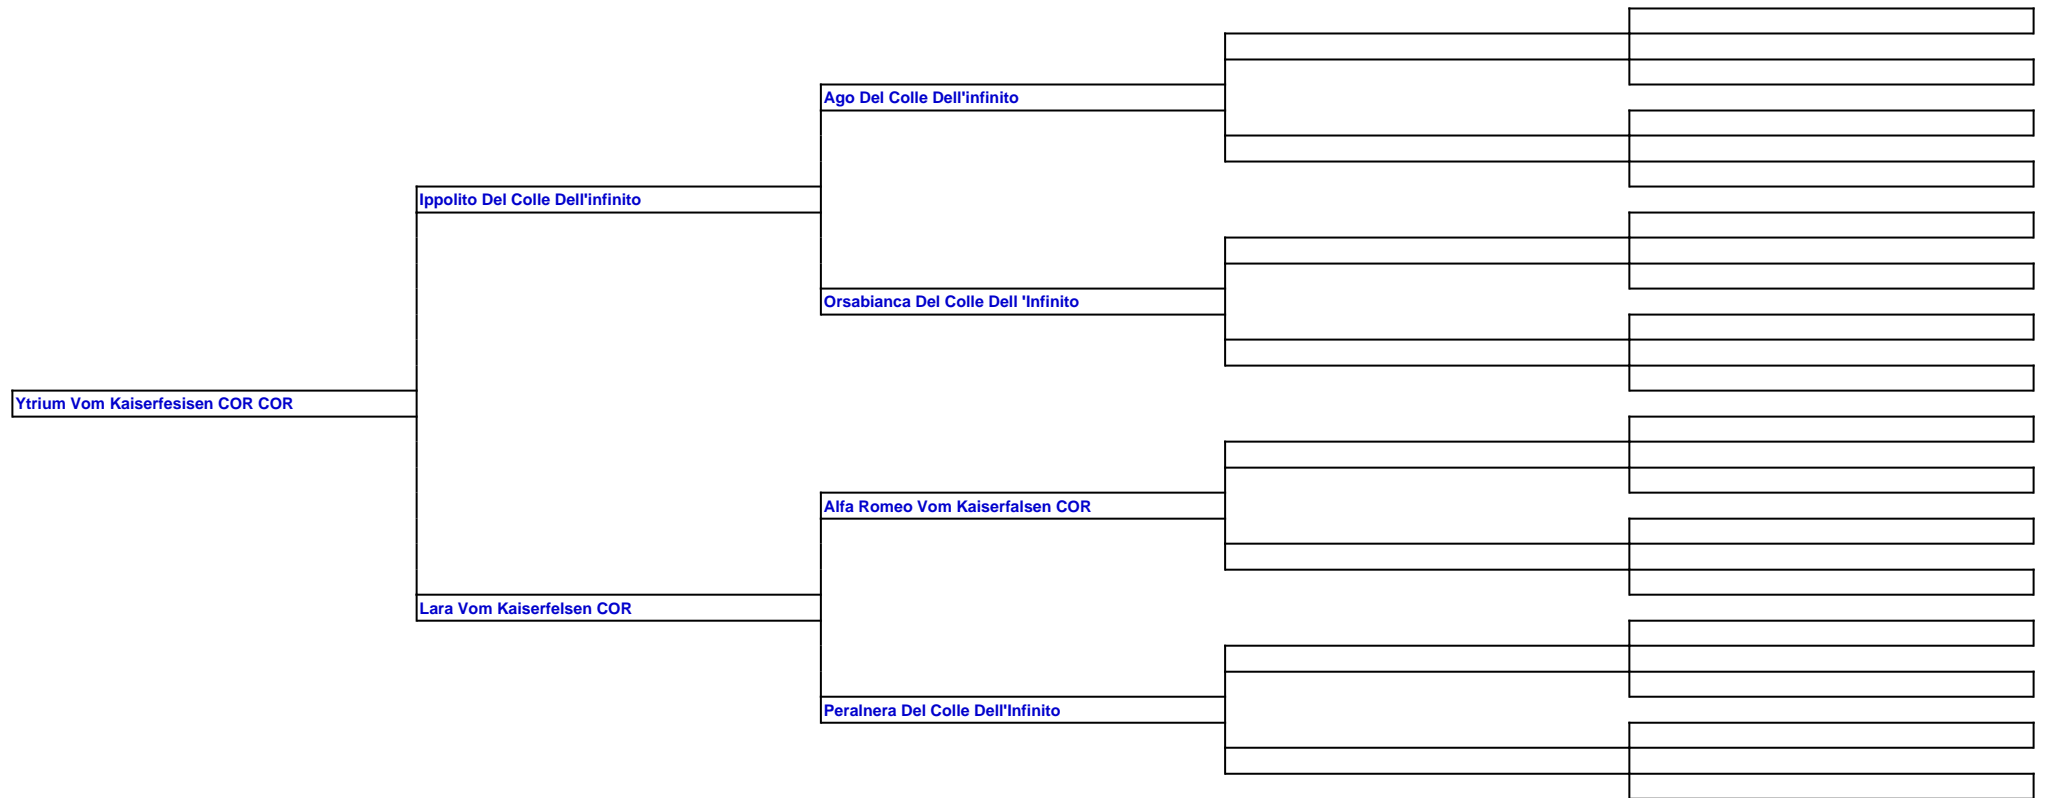 Ago Del Colle Dell'infinito
Ippolito Del Colle Dell'infinito
Orsabianca Del Colle Dell 'Infinito
Ytrium Vom Kaiserfesisen COR COR
Alfa Romeo Vom Kaiserfalsen COR
Lara Vom Kaiserfelsen COR
Peralnera Del Colle Dell'Infinito